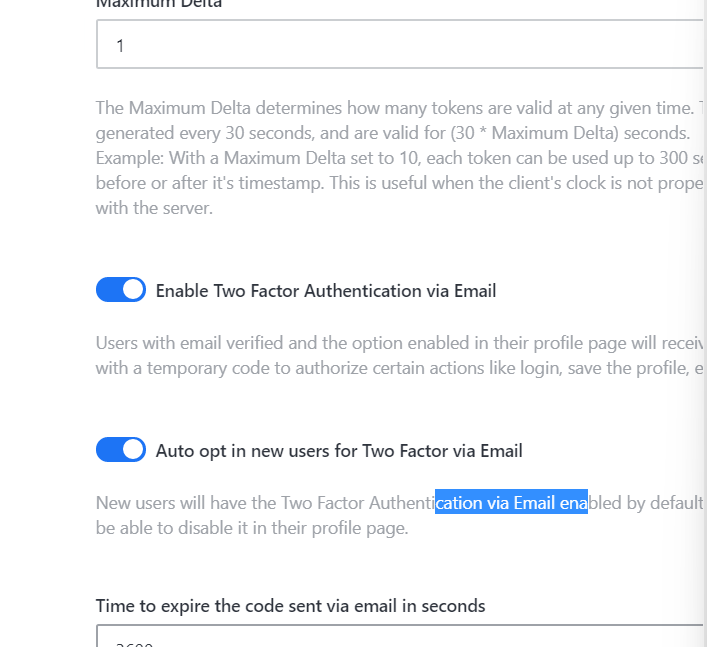 Maximum Delta
1
The Maximum Delta determines how many tokens are valid at any given time.
generated every 30 seconds, and are valid for (30 * Maximum Delta) seconds.
Example: With a Maximum Delta set to 10, each token can be used up to 300
before or after it's timestamp. This is useful when the client's clock is not
with the server.
Enable Two Factor Authentication via Email
Users with email verified and the option enabled in their profile page will
with a temporary code to authorize certain actions like login, save the profile,
Auto opt in new users for Two Factor via Email
New users will have the Two Factor Authentication via Email enabled by default
be able to disable it in their profile page.
Time to expire the code sent via email in seconds
3600